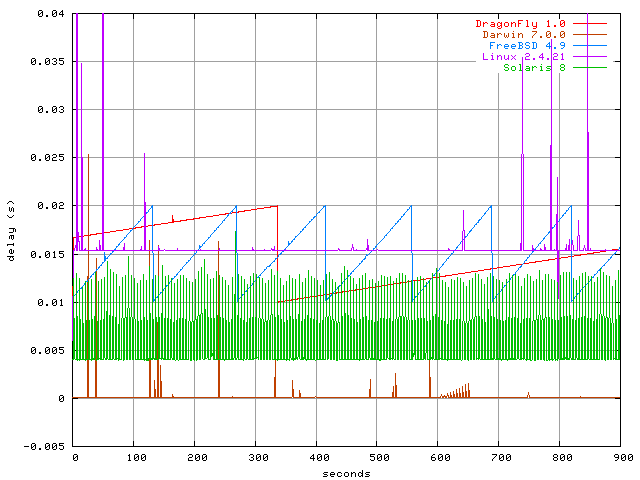 0.04
0.035
0.03
0.025
0.02
0.015
0.01
0.005
0
-0.005
delay (s)
DragonFly 1.0
Darwin 7.0.0
FreeBSD 4.9
Linux 2.4.21
Solaris 8
0 100 200 300 400 500 600 700 800 900
seconds